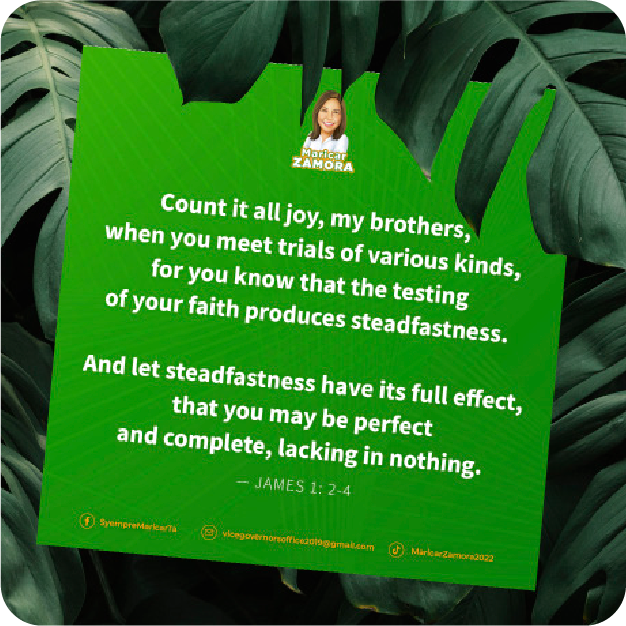 Maricar
ZAMORA
Count it all joy, my brothers,
when you meet trials of various kinds,
for you know that the testing
of your faith produces steadfastness.
And let steadfastness have its full effect,
that you may be perfect
and complete, lacking in nothing.
— JAMES 1: 2-4
vicegovernorsoffice2019@gmail.com
MaricarZamora2022